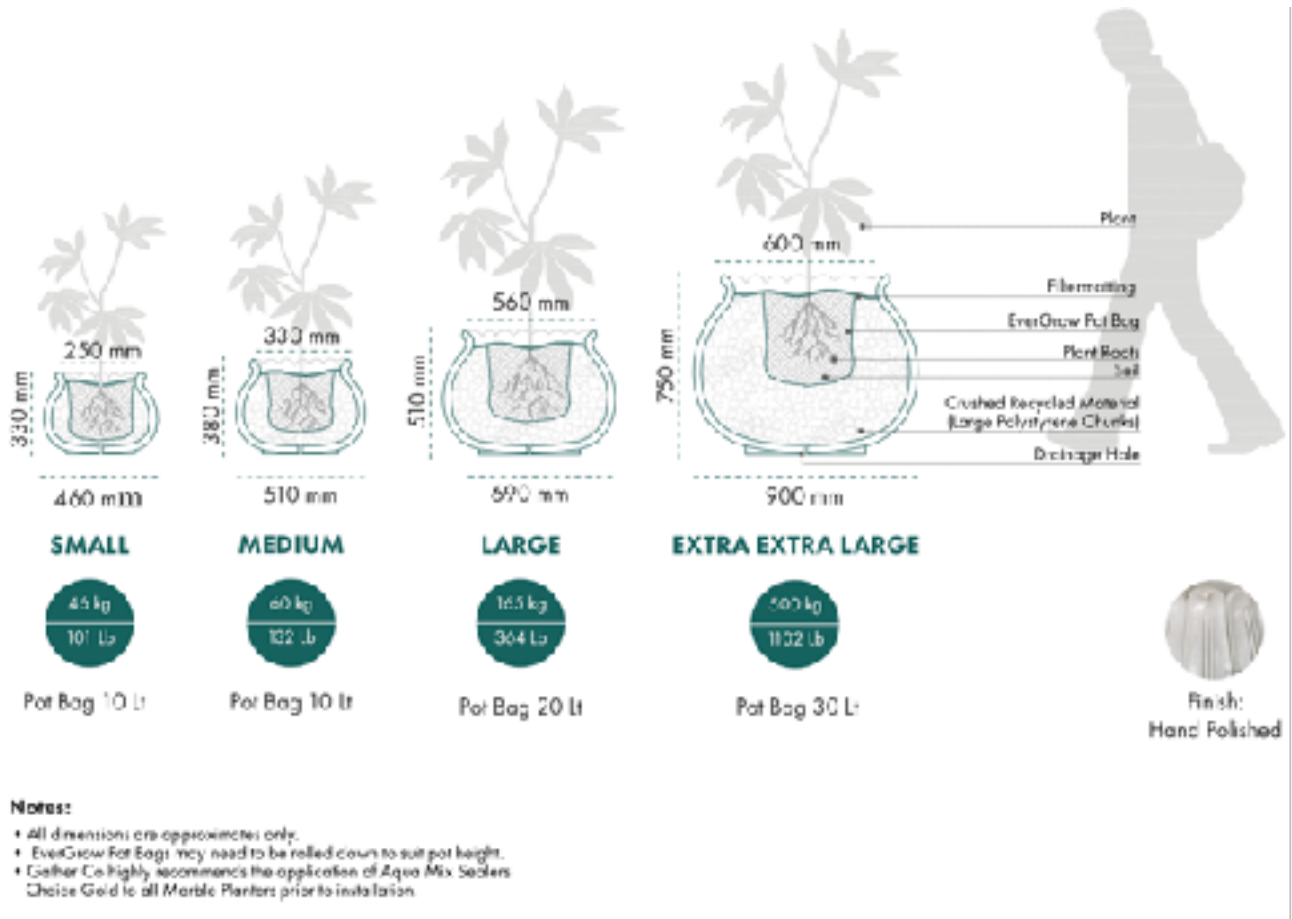 Plant
600 mm
Filtermatting
560 mm
EverGrow Pot Bag
330 mm
250 mm
Plant Roots
Soil
750 mm
510 mm
380 mm
330 mm
Crushed Recycled Material
(Large Polystyrene Chunks)
Drainage Hole
460 mm
510 mm
690 mm
900 mm
SMALL
MEDIUM
LARGE
EXTRA EXTRA LARGE
46 kg
60 kg
165 kg
500 kg
101 Lb
132 Lb
364 Lb
1102 Lb
Pot Bag 10 Lt
Pot Bag 10 Lt
Pot Bag 20 Lt
Pot Bag 30 Lt
Finish:
Hand Polished
Notes:
• All dimensions are approximates only.
• EverGrow Pot Bags may need to be rolled down to suit pot height.
• Gather Co highly recommends the application of Aqua Mix Sealers
Choice Gold to all Marble Planters prior to installation